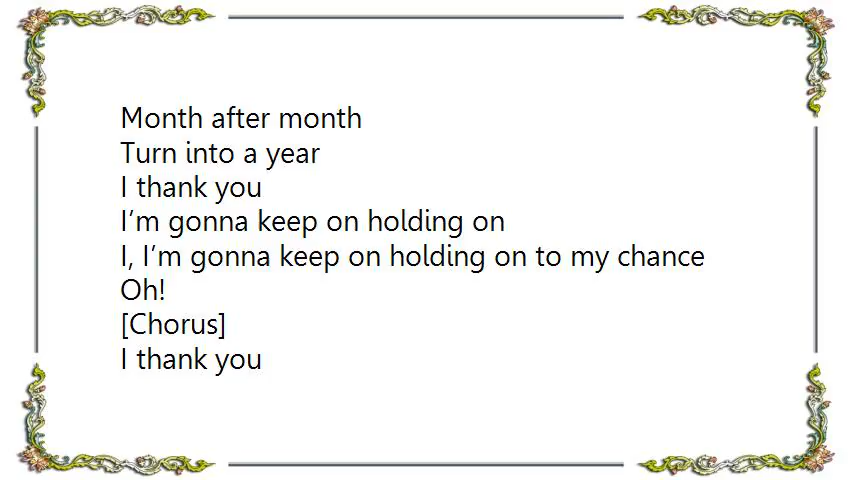 Month after month
Turn into a year
I thank you
I’m gonna keep on holding on
I, I’m gonna keep on holding on to my chance
Oh!
[Chorus]
I thank you